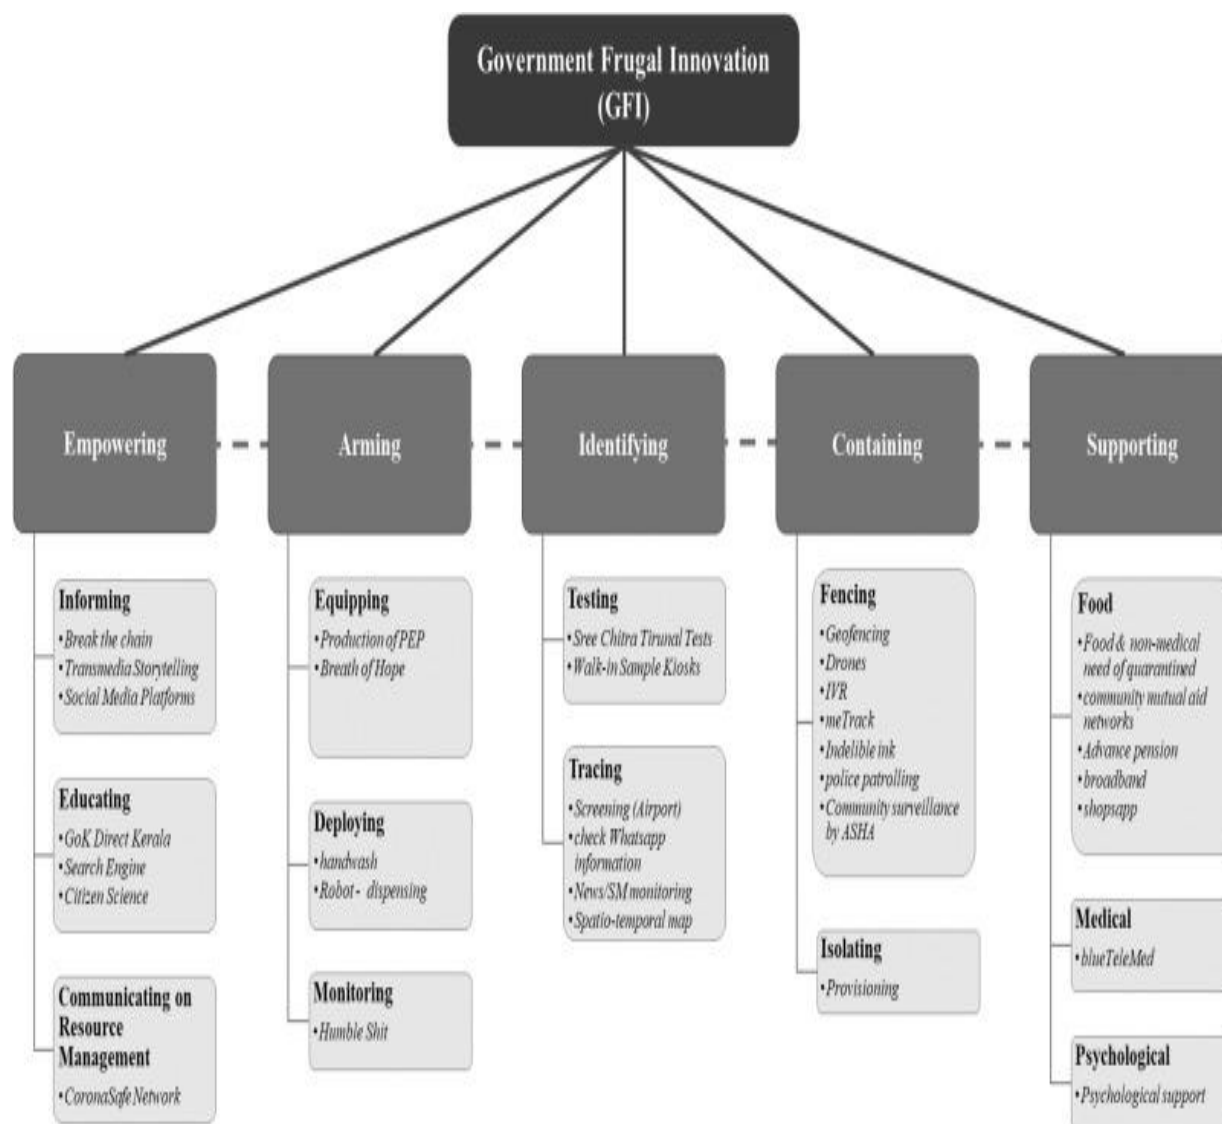 Government Frugal Innovation
(GFI)
Empowering
Arming
Identifying
Containing
Supporting
Informing
•Break the chain
•Transmedia Storytelling
•Social Media Platforms
Educating
•GoK Direct Kerala
•Search Engine
•Citizen Science
Communicating on
Resource
Management
•CoronaSafe Network
Equipping
•Production of PEP
•Breath of Hope
Deploying
•handwash
•Robot - dispensing
Monitoring
•Humble Shit
Testing
•Sree Chitra Tirunal Tests
•Walk-in Sample Kiosks
Tracing
•Screening (Airport)
•check Whatsapp
information
•News/SM monitoring
•Spatio-temporal map
Fencing
•Geofencing
•Drones
•IVR
•meTrack
•Indelible ink
•police patrolling
•Community surveillance
by ASHA
Isolating
•Provisioning
Food
•Food & non-medical
need of quarantined
•community mutual aid
networks
•Advance pension
•broadband
•shopsapp
Medical
•blueTeleMed
Psychological
•Psychological support